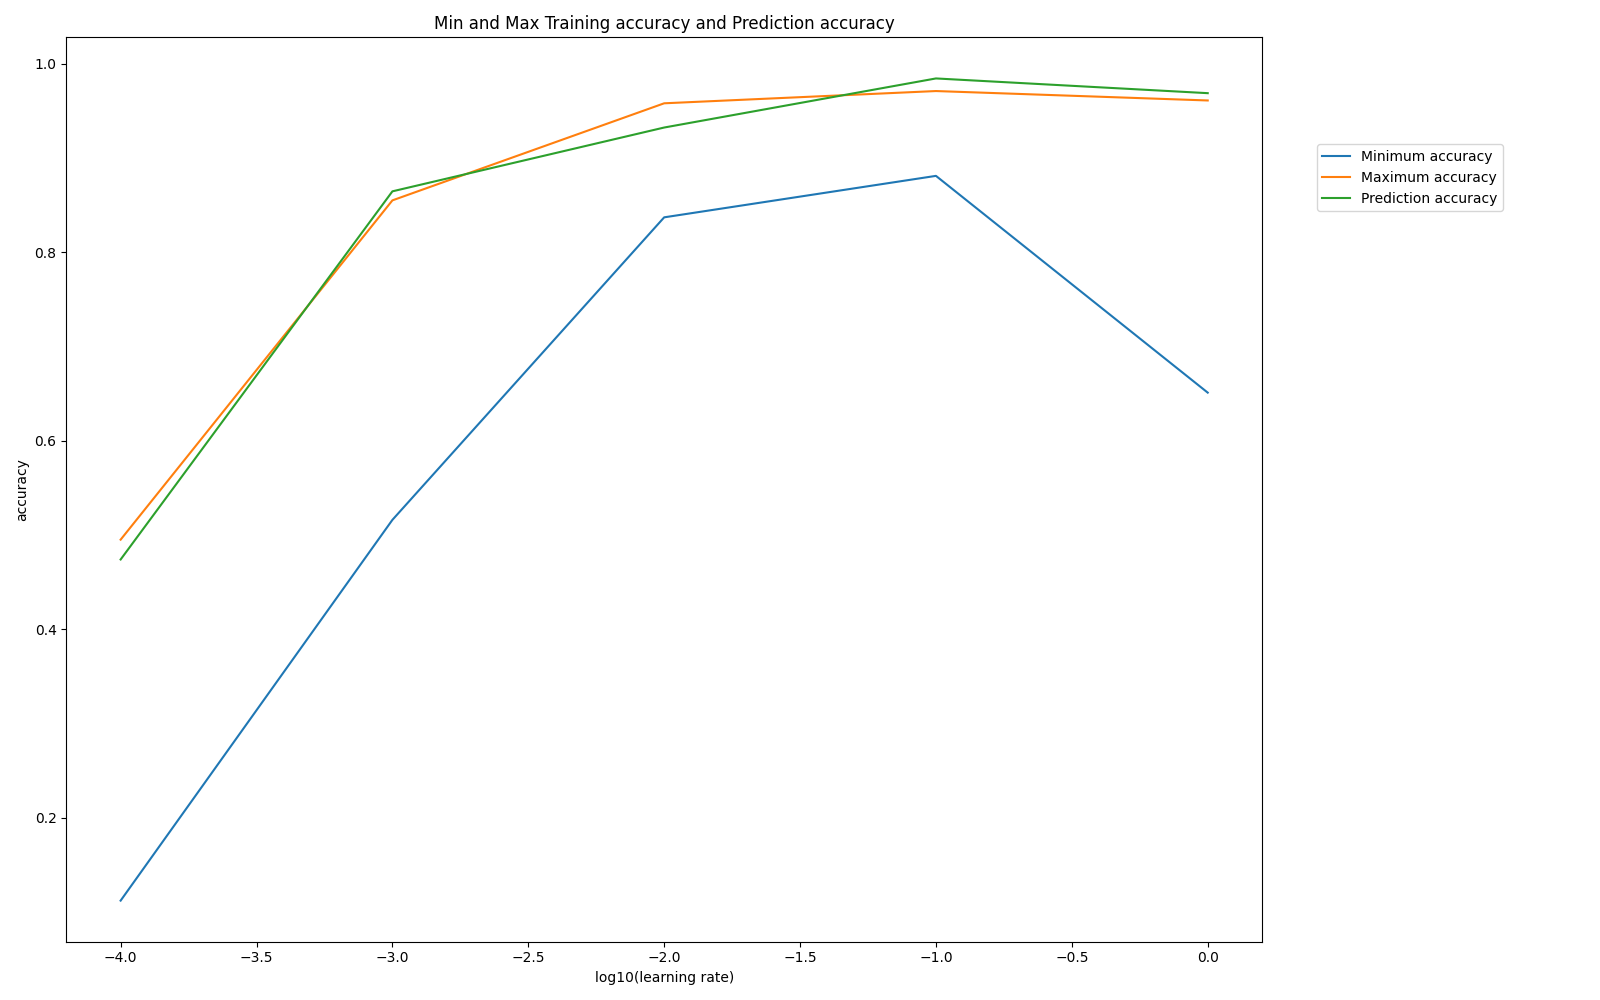 Min and Max Training accuracy and Prediction accuracy
1.0
0.8
0.6
0.4
0.2
accuracy
−4.0 −3.5 −3.0 −2.5 −2.0 −1.5 −1.0 −0.5 0.0
log10(learning rate)
Minimum accuracy
Maximum accuracy
Prediction accuracy